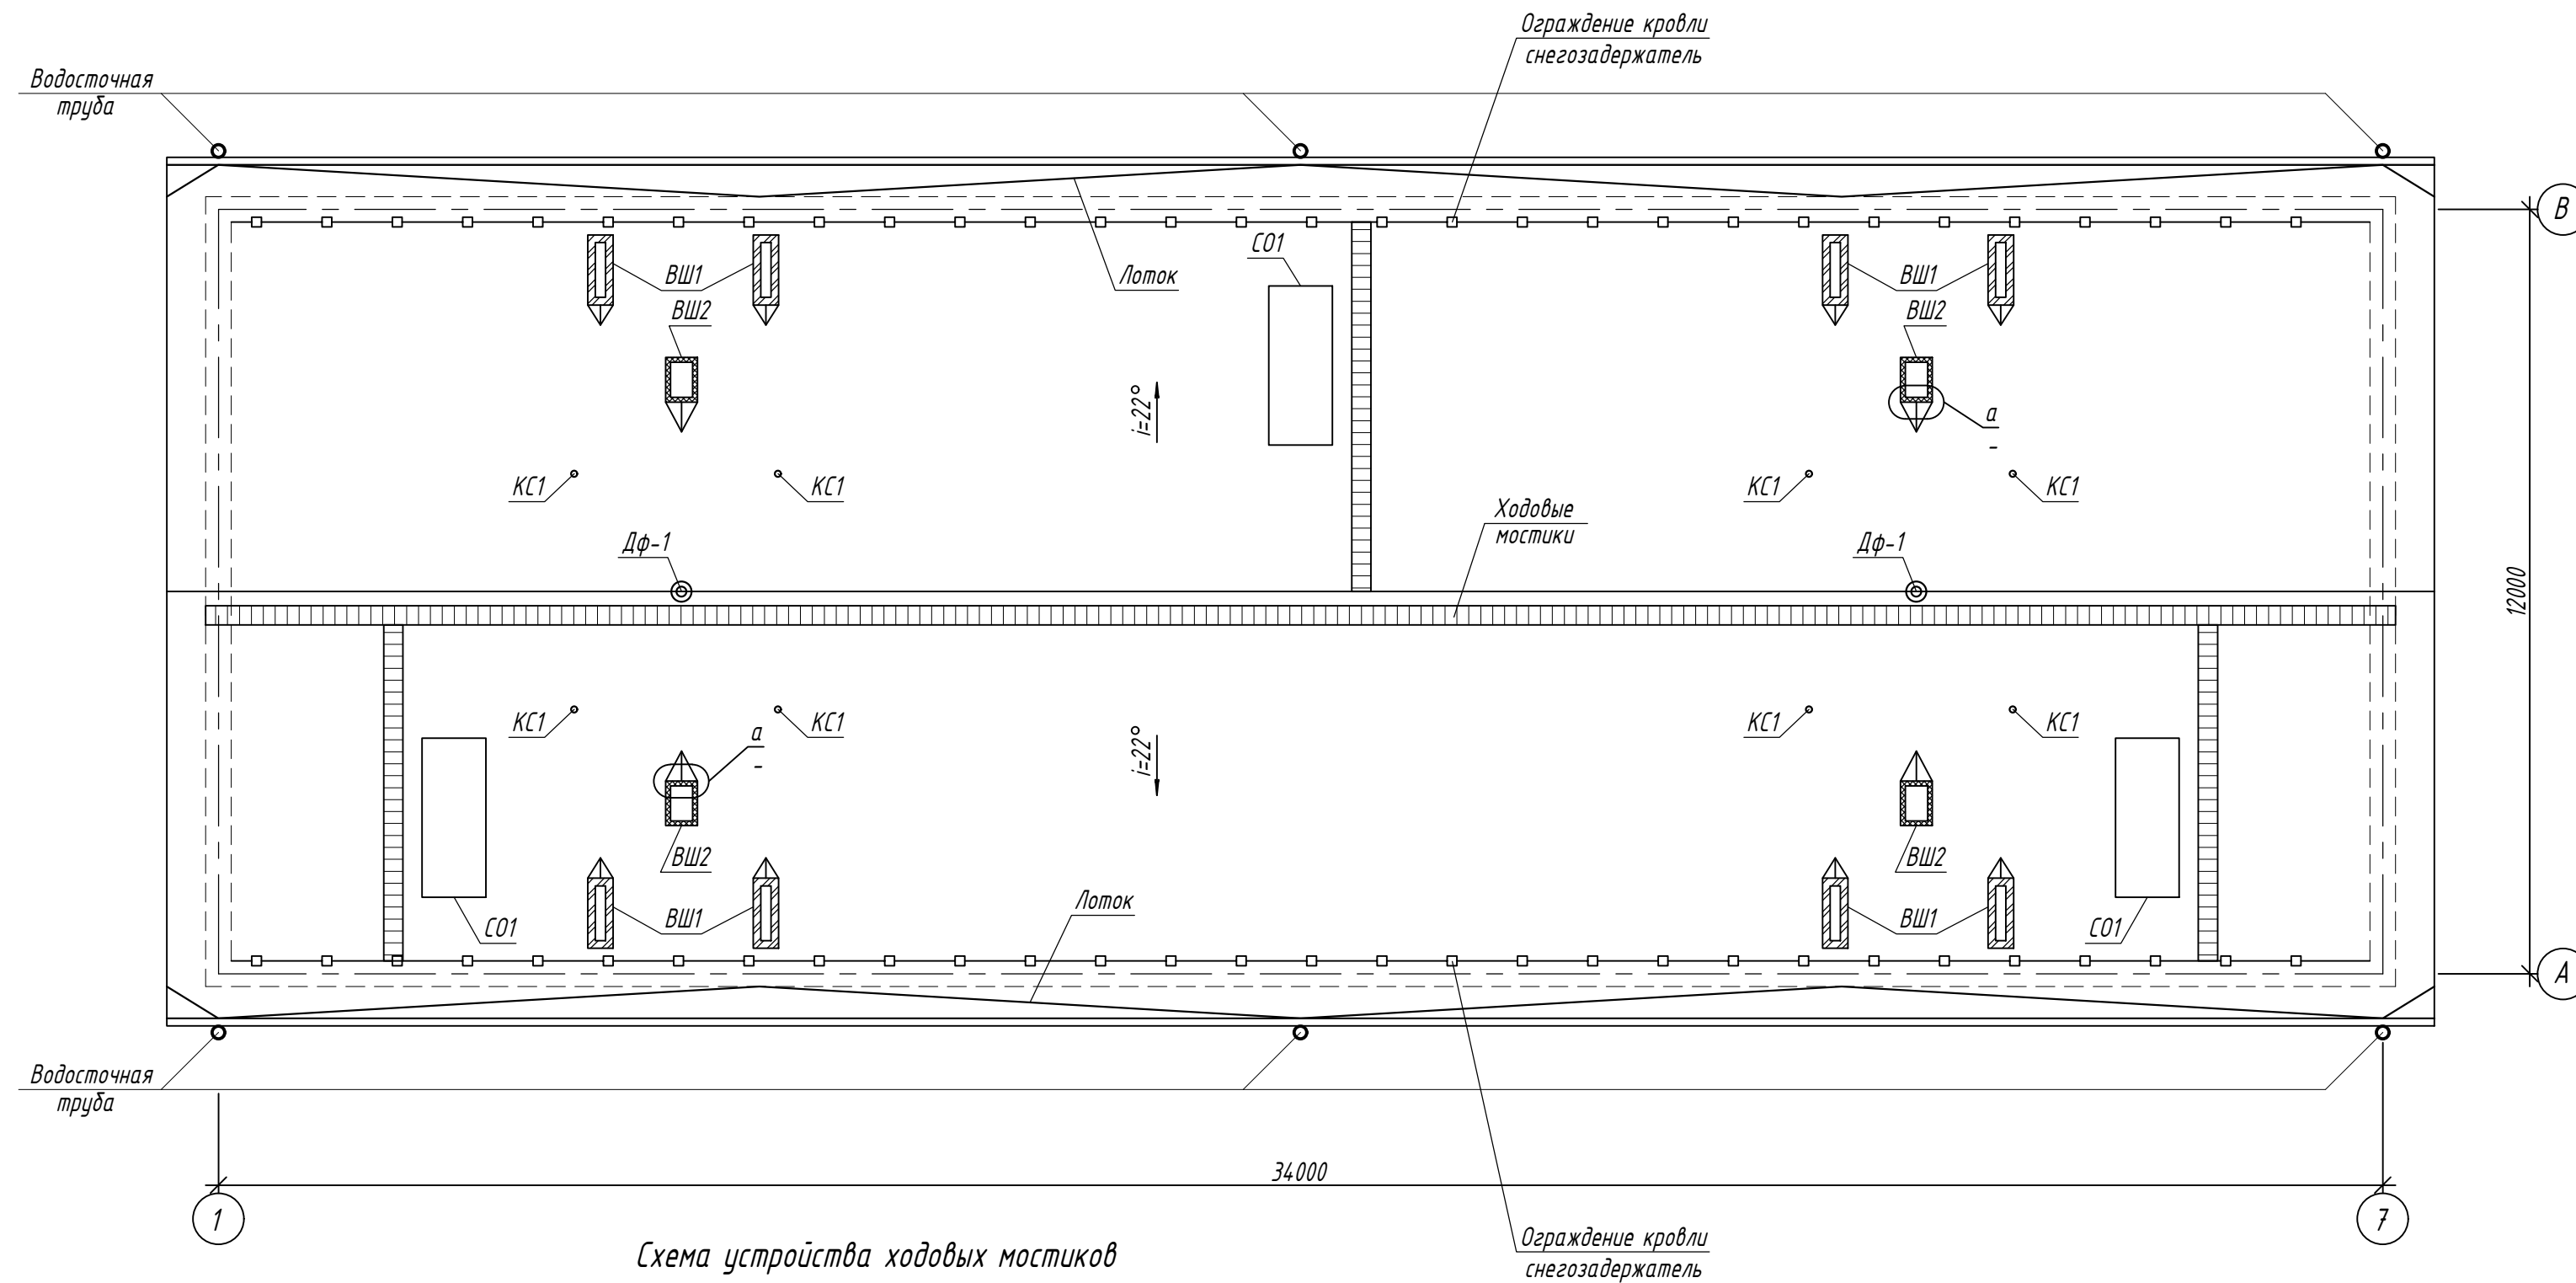 Ограждение кровли
снегозадержатель
Водосточная
труба
В
СО1
ВШ1
Лоток
ВШ1
ВШ2
ВШ2
i=22°
а
-
КС1
КС1
КС1
КС1
Ходовые
мостики
Дф-1
Дф-1
12000
КС1
КС1
КС1
КС1
а
-
i=22°
ВШ2
ВШ2
Лоток
СО1
ВШ1
ВШ1
СО1
А
Водосточная
труба
34000
1
7
Ограждение кровли
снегозадержатель
Схема устройства ходовых мостиков